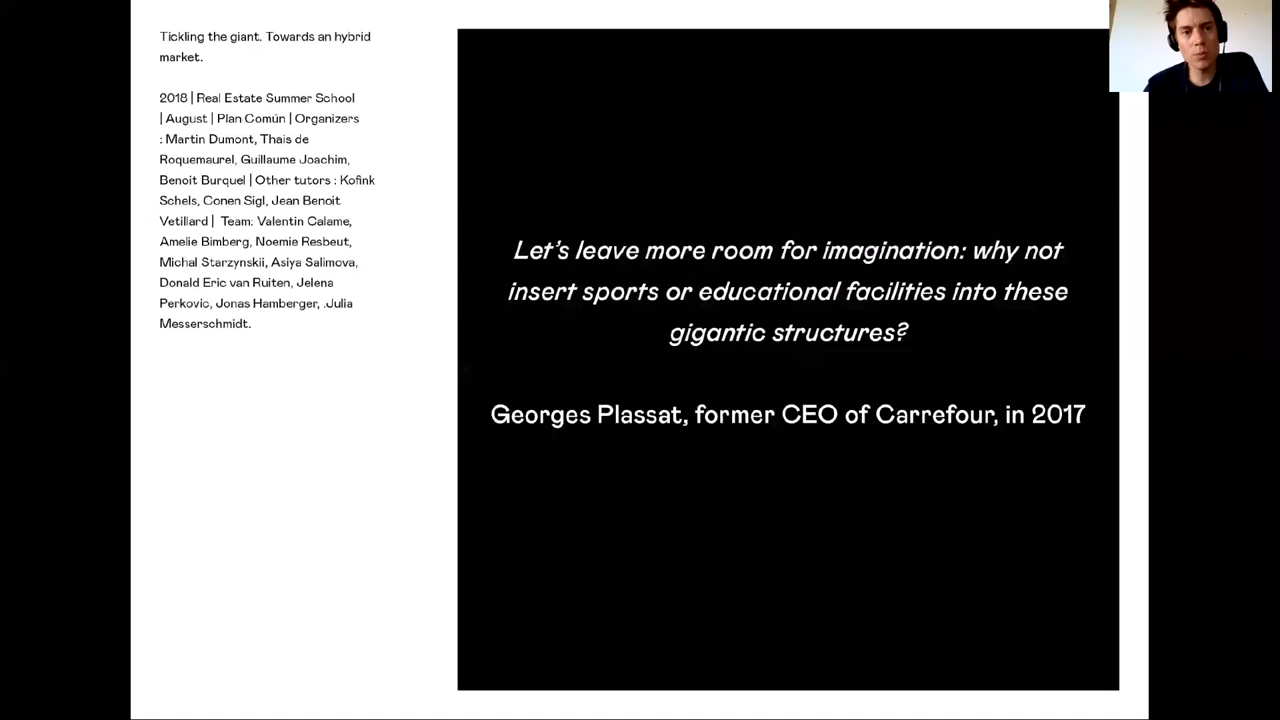 Tickling the giant. Towards an hybrid
market.
2018 | Real Estate Summer School
| August | Plan Común | Organizers
: Martin Dumont, Thais de
Roquemaurel, Guillaume Joachim,
Benoit Burquel | Other tutors : Kofink
Schels, Conen Sigl, Jean Benoit
Vetillard | Team: Valentin Calame,
Amelie Bimberg, Noemie Resbeut,
Michal Starzynskii, Asiya Salimova,
Donald Eric van Ruiten, Jelena
Perkovic, Jonas Hamberger, .Julia
Messerschmidt.
Let's leave more room for imagination: why not
insert sports or educational facilities into these
gigantic structures?
Georges Plassat, former CEO of Carrefour, in 2017